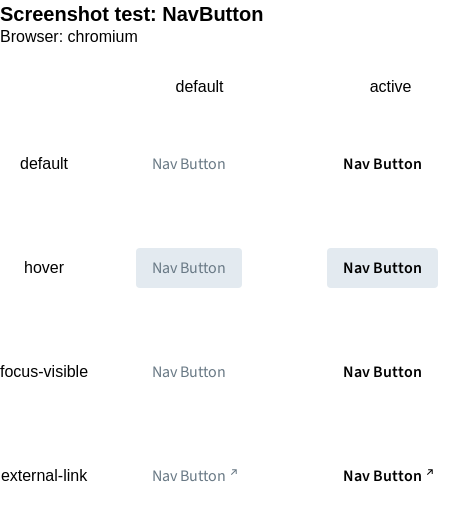 Screenshot test: NavButton
Browser: chromium
default active
default Nav Button Nav Button
hover Nav Button Nav Button
focus-visible Nav Button Nav Button
external-link Nav Button ↗ Nav Button ↗